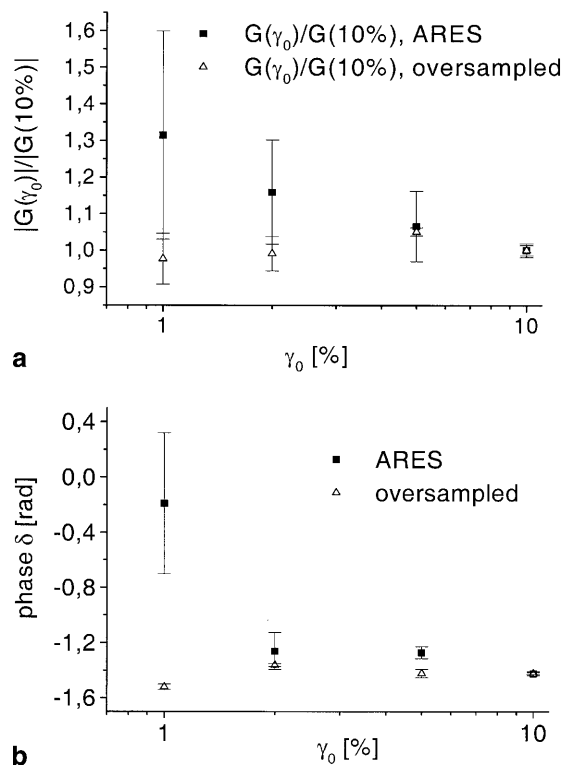 1,6
1,5
1,4
1,3
1,2
1,1
1,0
0,9
|G(γ₀)|/|G(10%)|
G(γ₀)/G(10%), ARES
G(γ₀)/G(10%), oversampled
1
10
γ₀ [%]
a
0,4
0,0
-0,4
-0,8
-1,2
-1,6
phase δ [rad]
ARES
oversampled
1
10
γ₀ [%]
b